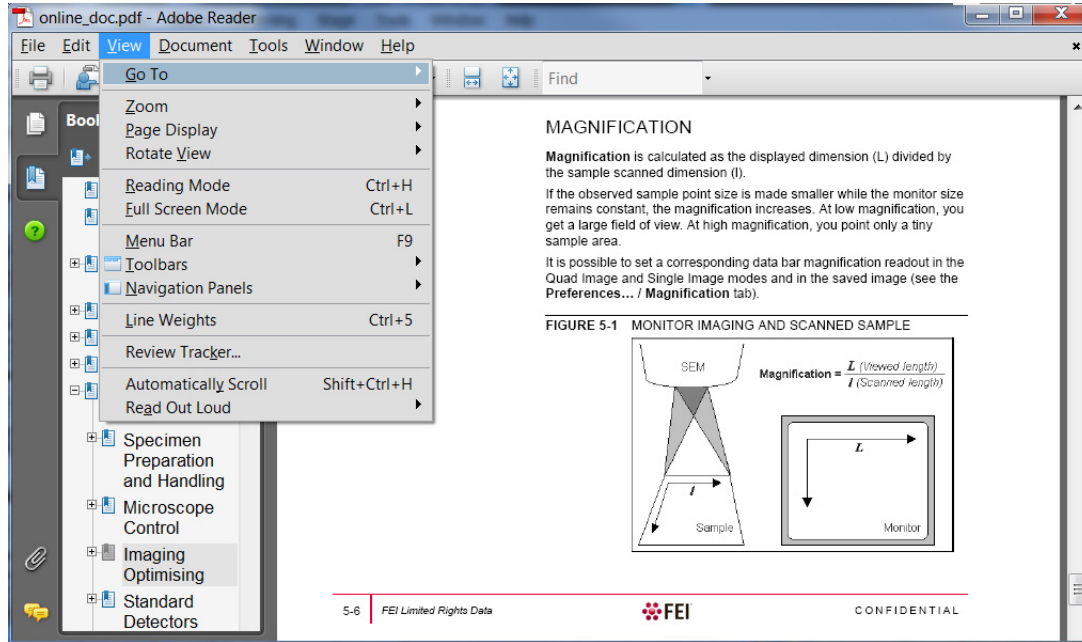 online_doc.pdf - Adobe Reader
File Edit View Document Tools Window Help
Find
Go To
Zoom
Page Display
Rotate View
Reading Mode Ctrl+H
Full Screen Mode Ctrl+L
Menu Bar F9
Toolbars
Navigation Panels
Line Weights Ctrl+5
Review Tracker...
Automatically Scroll Shift+Ctrl+H
Read Out Loud
Specimen
Preparation
and Handling
Microscope
Control
Imaging
Optimising
Standard
Detectors
MAGNIFICATION
Magnification is calculated as the displayed dimension (L) divided by
the sample scanned dimension (l).
If the observed sample point size is made smaller while the monitor size
remains constant, the magnification increases. At low magnification, you
get a large field of view. At high magnification, you point only a tiny
sample area.
It is possible to set a corresponding data bar magnification readout in the
Quad Image and Single Image modes and in the saved image (see the
Preferences... / Magnification tab).
FIGURE 5-1 MONITOR IMAGING AND SCANNED SAMPLE
SEM
Magnification = L (Viewed length)
l (Scanned length)
L
l
Sample
Monitor
5-6 FEI Limited Rights Data FEI CONFIDENTIAL